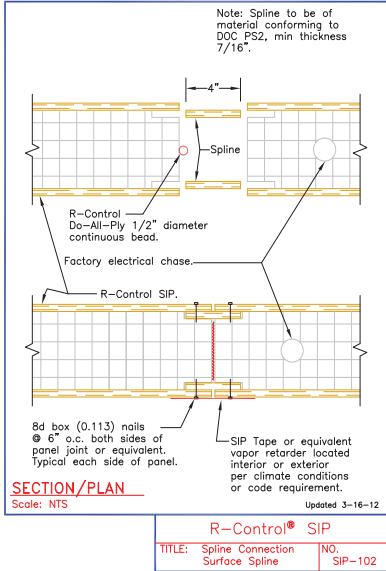 Note: Spline to be of
material conforming to
DOC PS2, min thickness
7/16".
4"
Spline
R-Control
Do-All-Ply 1/2" diameter
continuous bead.
Factory electrical chase.
R-Control SIP.
8d box (0.113) nails
@ 6" o.c. both sides of
panel joint or equivalent.
Typical each side of panel.
SIP Tape or equivalent
vapor retarder located
interior or exterior
per climate conditions
or code requirement.
SECTION/PLAN
Scale: NTS
Updated 3-16-12
R-Control® SIP
TITLE: Spline Connection
Surface Spline
NO.
SIP-102